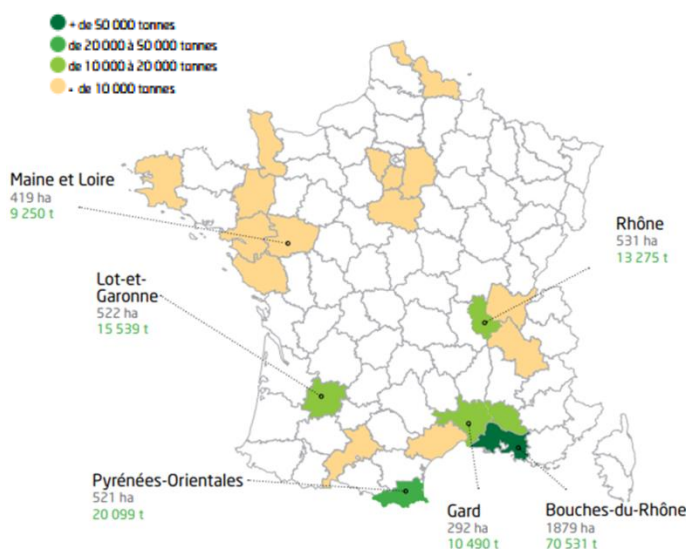 + de 50 000 tonnes
de 20 000 à 50 000 tonnes
de 10 000 à 20 000 tonnes
- de 10 000 tonnes
Maine et Loire
419 ha
9 250 t
Rhône
531 ha
13 275 t
Lot-et-
Garonne
522 ha
15 539 t
Pyrénées-Orientales
521 ha
20 099 t
Gard
292 ha
10 490 t
Bouches-du-Rhône
1879 ha
70 531 t